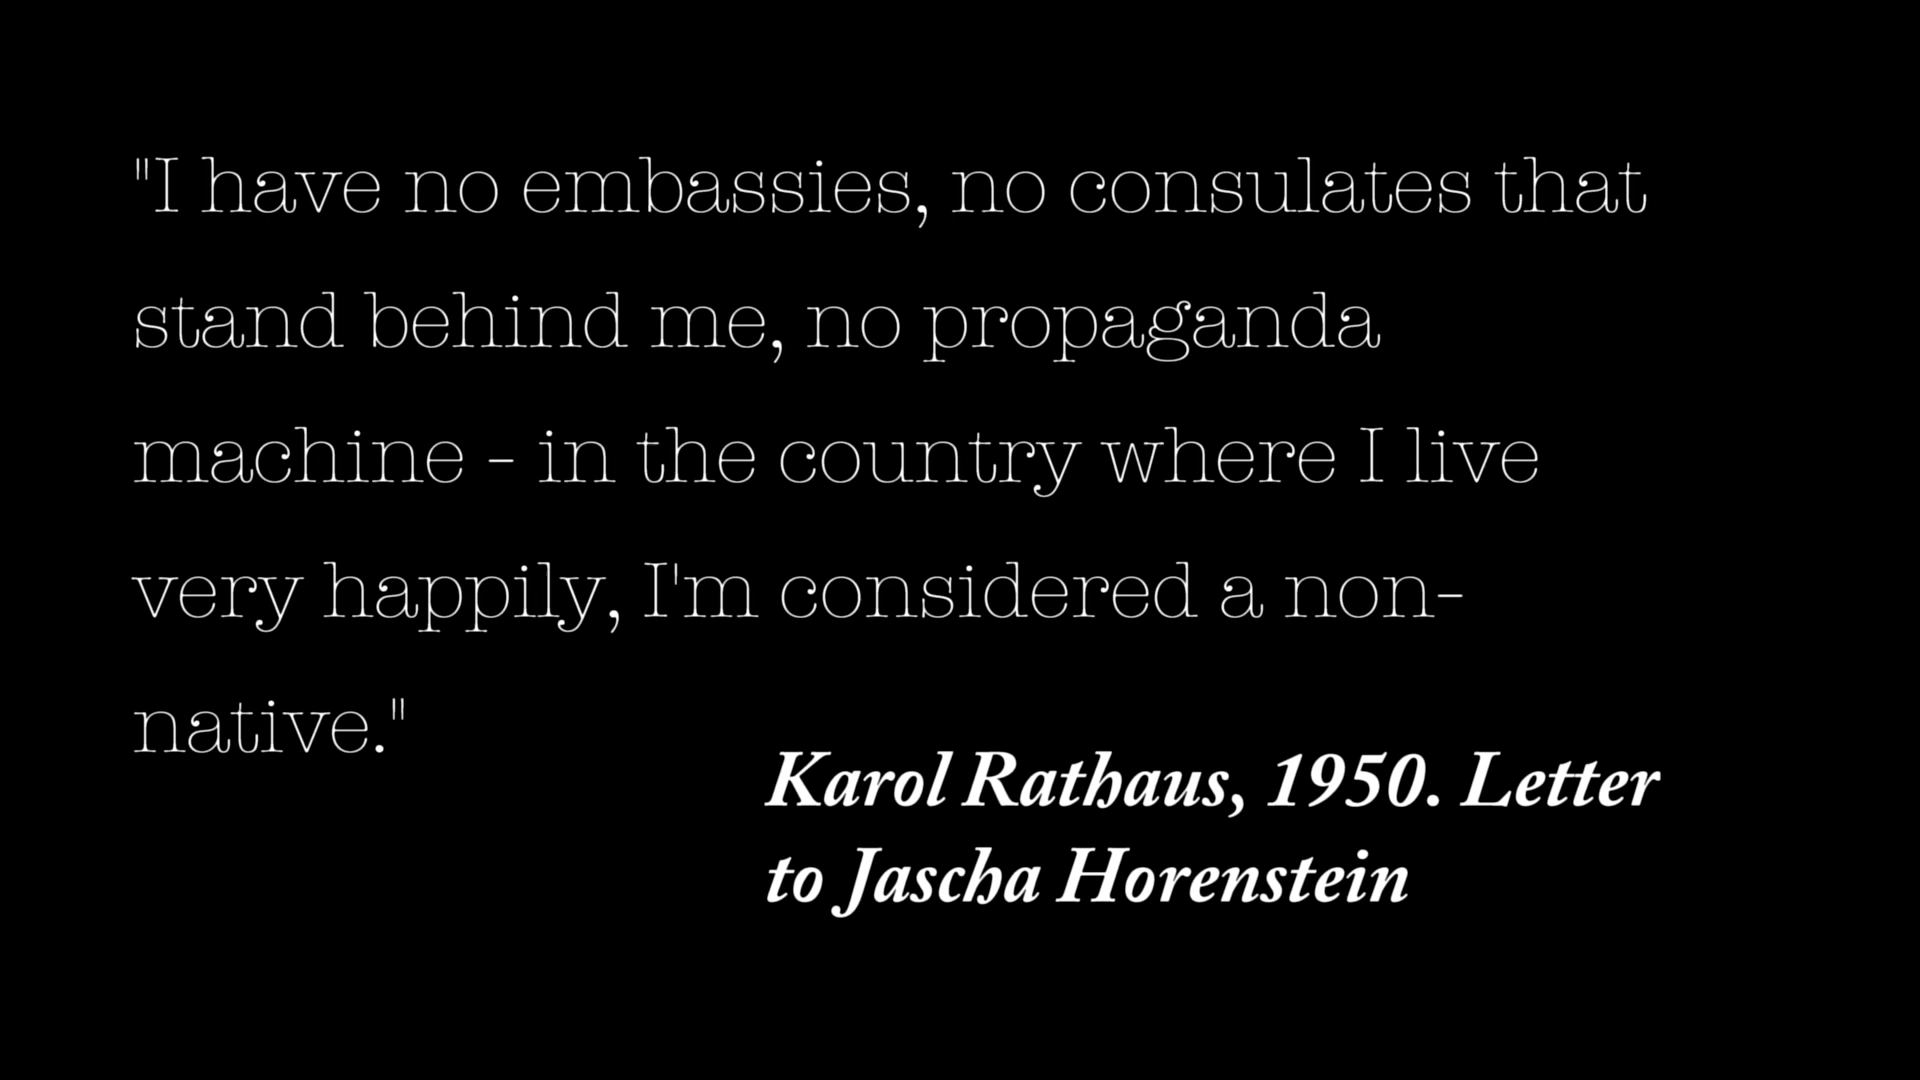 "I have no embassies, no consulates that
stand behind me, no propaganda
machine - in the country where I live
very happily, I'm considered a non-
native."
Karol Rathaus, 1950. Letter
to Jascha Horenstein